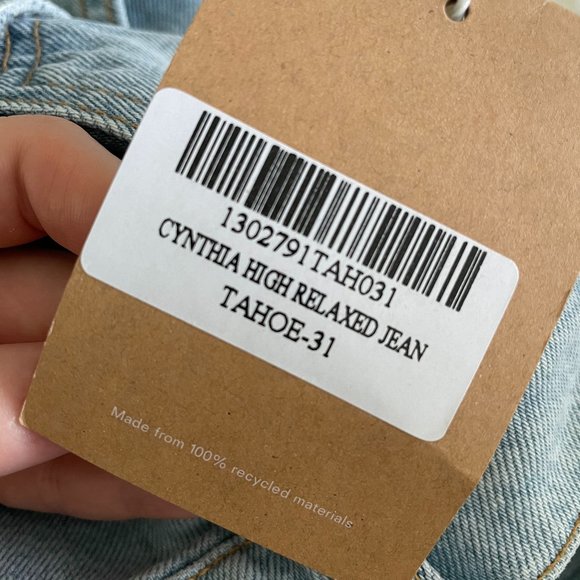 1302791TAH031
CYNTHIA HIGH RELAXED JEAN
TAHOE-31
Made from 100% recycled materials